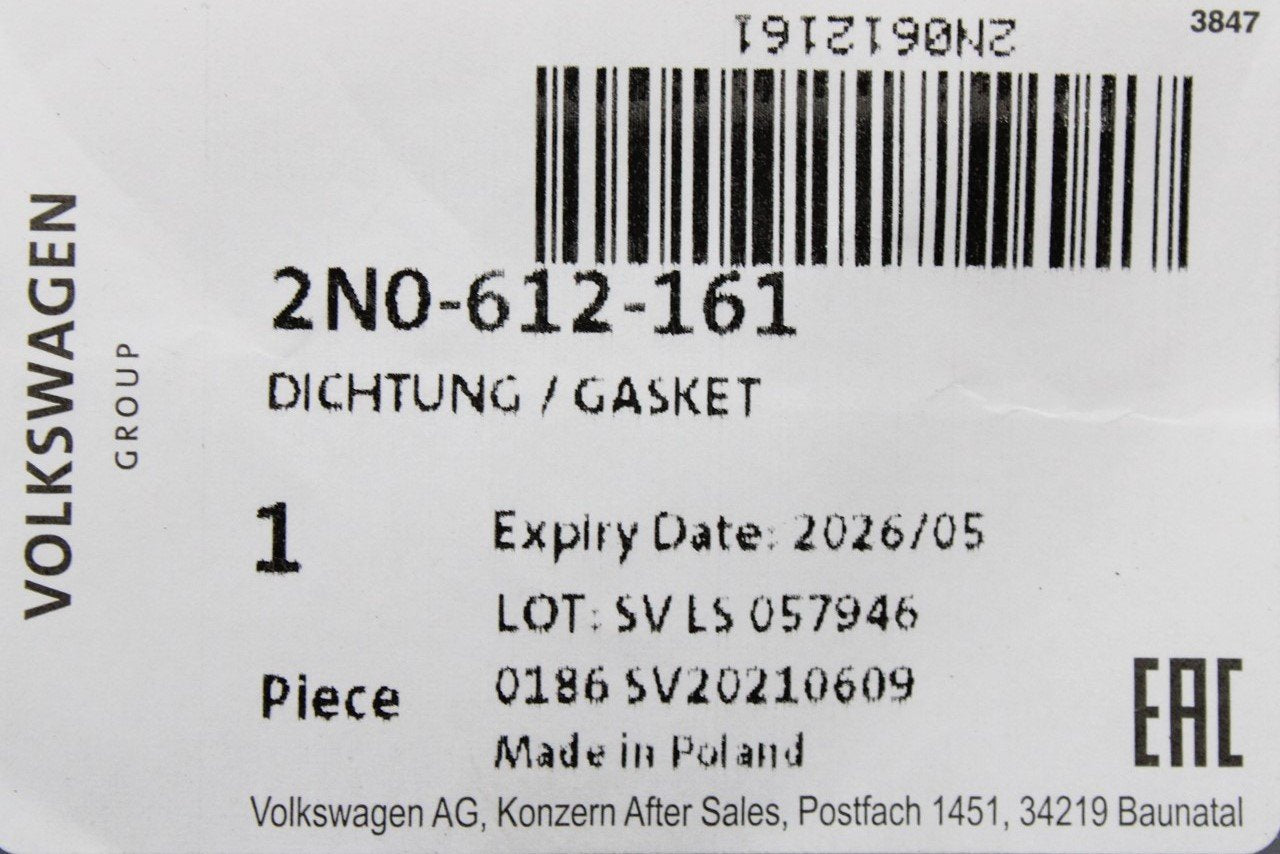 3847
2N0612161
2N0-612-161
DICHTUNG / GASKET
VOLKSWAGEN
GROUP
1
Expiry Date: 2026/05
LOT: SV LS 057946
Piece
0186 SV20210609
Made in Poland
EAC
Volkswagen AG, Konzern After Sales, Postfach 1451, 34219 Baunatal